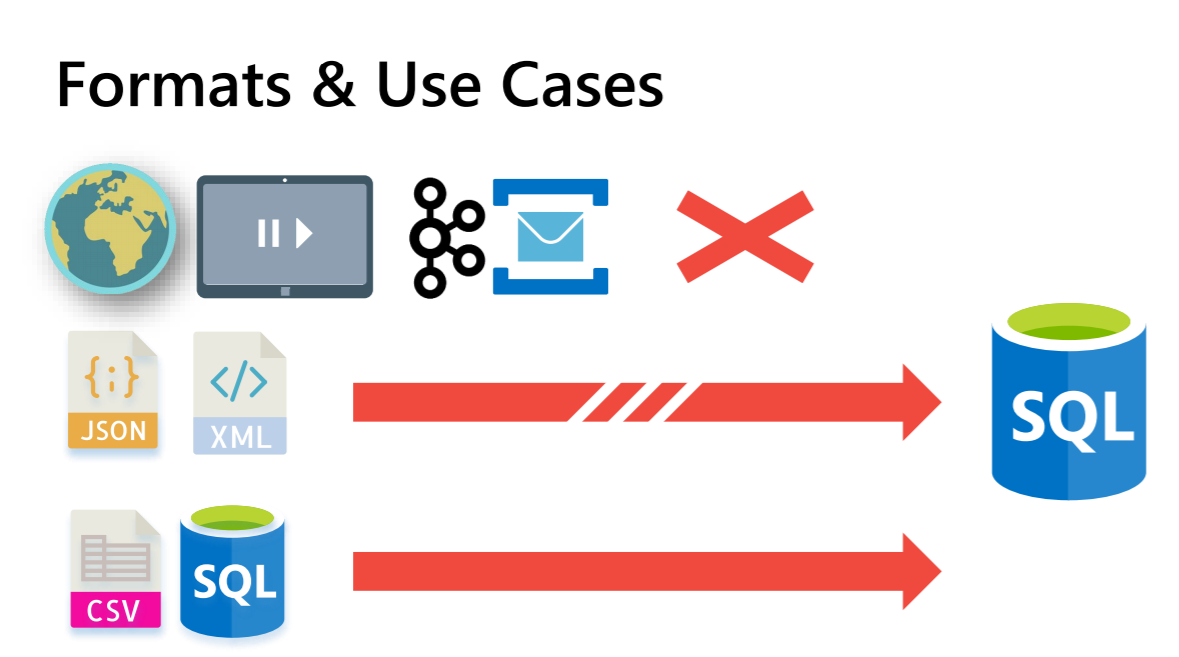 Formats & Use Cases
JSON
XML
SQL
CSV
SQL